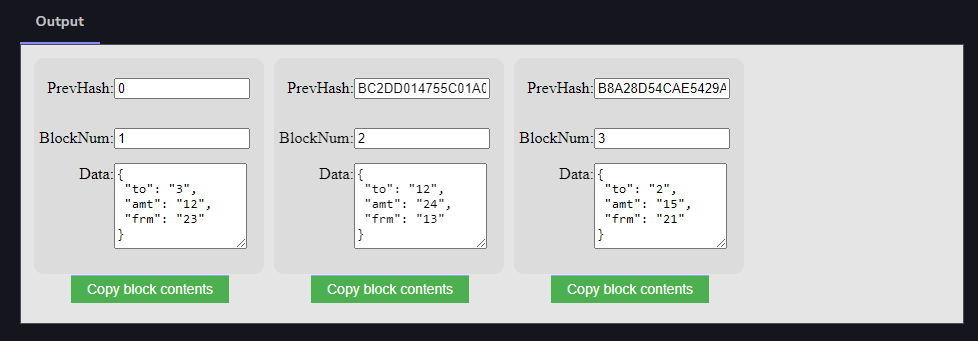 Output
PrevHash: 0
BlockNum: 1
Data: {
"to": "3",
"amt": "12",
"frm": "23"
}
Copy block contents
PrevHash: BC2DD014755C01A0
BlockNum: 2
Data: {
"to": "12",
"amt": "24",
"frm": "13"
}
Copy block contents
PrevHash: B8A28D54CAE5429A
BlockNum: 3
Data: {
"to": "2",
"amt": "15",
"frm": "21"
}
Copy block contents